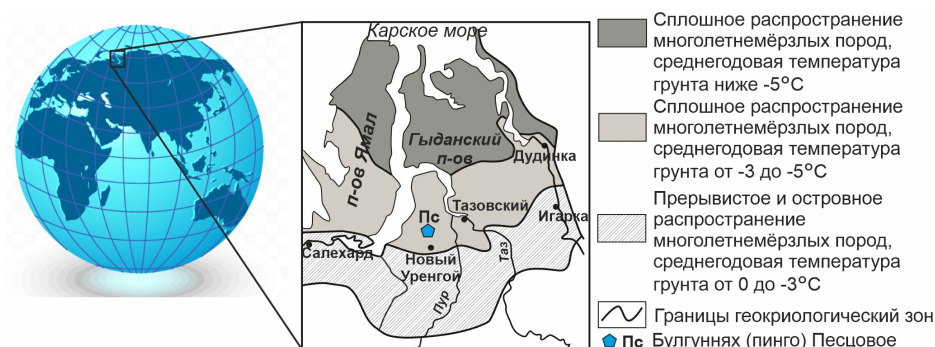 Карское море
п-ов Ямал
Гыданский
п-ов
Дудинка
Тазовский
Пс
Игарка
Салехард
Новый
Уренгой
Пур
Таз
Сплошное распространение
многолетнемёрзлых пород,
среднегодовая температура
грунта ниже -5°C
Сплошное распространение
многолетнемёрзлых пород,
среднегодовая температура
грунта от -3 до -5°C
Прерывистое и островное
распространение
многолетнемёрзлых пород,
среднегодовая температура
грунта от 0 до -3°C
Границы геокриологический зон
Пс Булгуннях (пинго) Песцовое